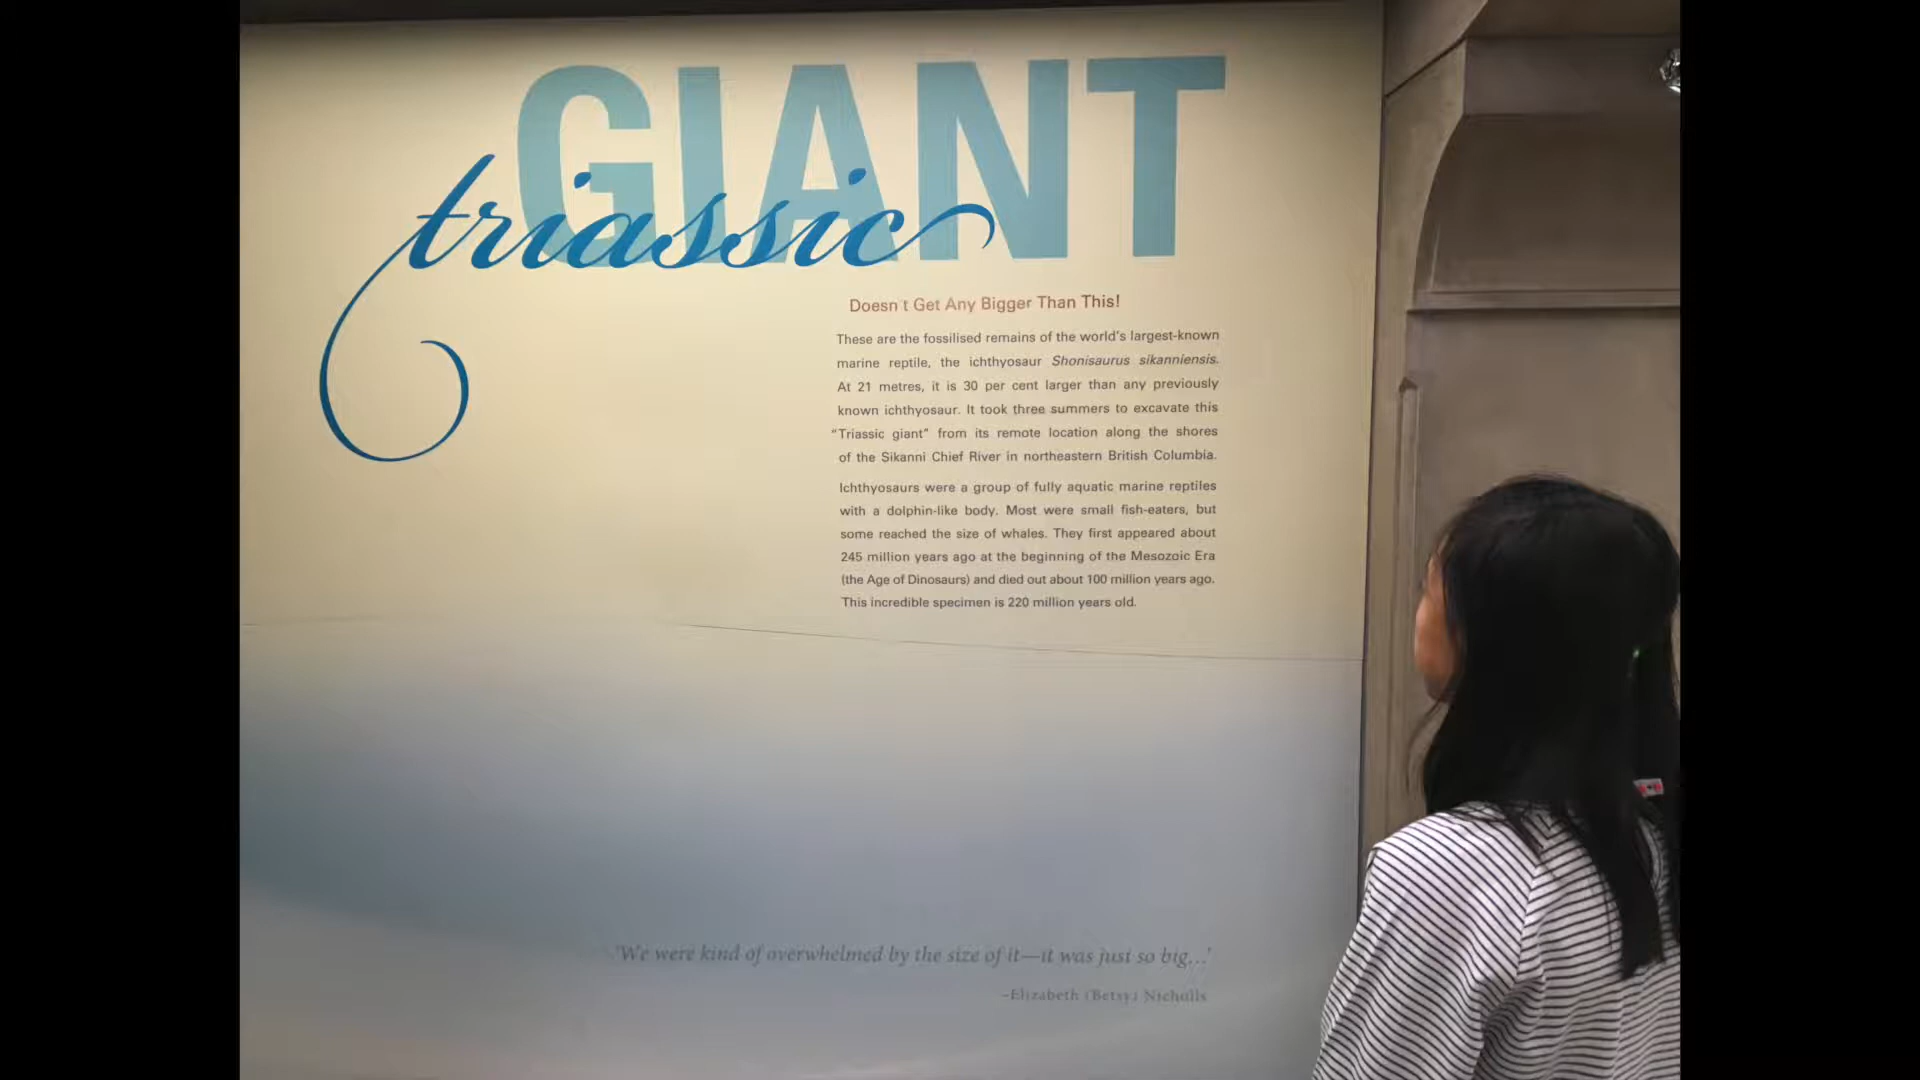 GIANT
triassic
Doesn't Get Any Bigger Than This!
These are the fossilised remains of the world's largest-known
marine reptile, the ichthyosaur Shonisaurus sikanniensis.
At 21 metres, it is 30 per cent larger than any previously
known ichthyosaur. It took three summers to excavate this
"Triassic giant" from its remote location along the shores
of the Sikanni Chief River in northeastern British Columbia.
Ichthyosaurs were a group of fully aquatic marine reptiles
with a dolphin-like body. Most were small fish-eaters, but
some reached the size of whales. They first appeared about
245 million years ago at the beginning of the Mesozoic Era
(the Age of Dinosaurs) and died out about 100 million years ago.
This incredible specimen is 220 million years old.
'We were kind of overwhelmed by the size of it—it was just so big...'
–Elizabeth (Betsy) Nicholls